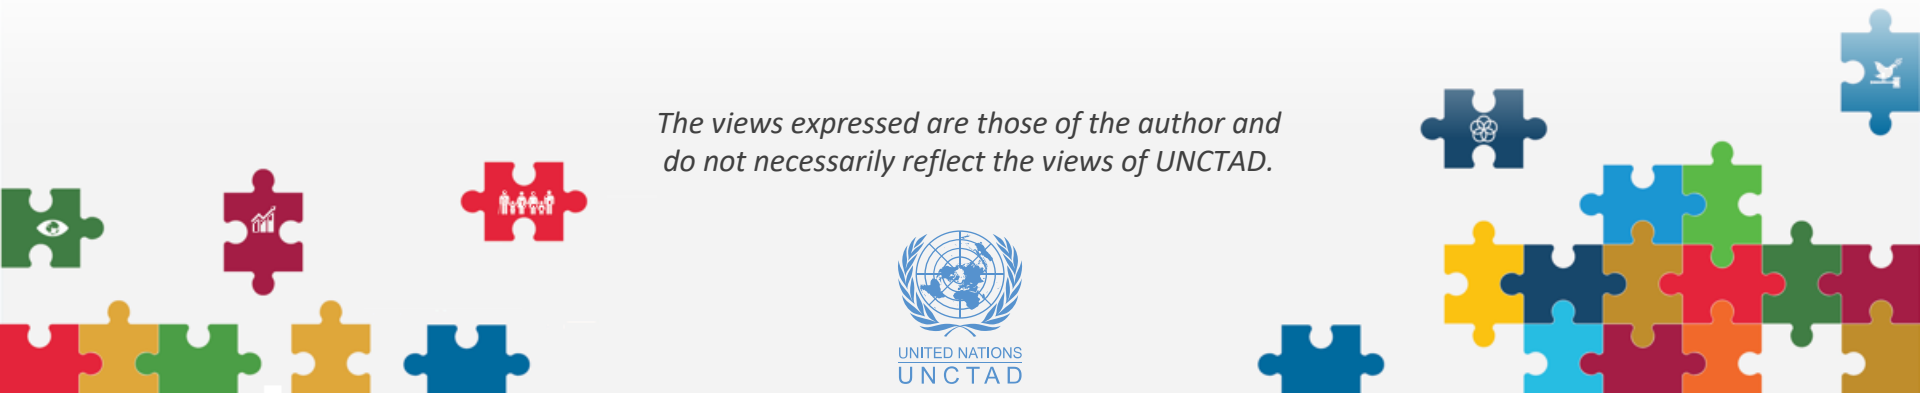 The views expressed are those of the author and
do not necessarily reflect the views of UNCTAD.
UNITED NATIONS
UNCTAD